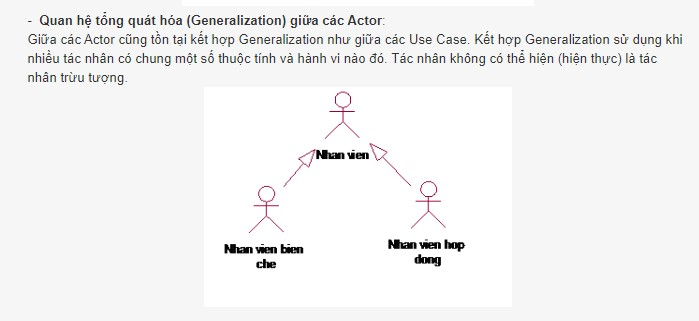 - Quan hệ tổng quát hóa (Generalization) giữa các Actor:
Giữa các Actor cũng tồn tại kết hợp Generalization như giữa các Use Case. Kết hợp Generalization sử dụng khi
nhiều tác nhân có chung một số thuộc tính và hành vi nào đó. Tác nhân không có thể hiện (hiện thực) là tác
nhân trừu tượng.
Nhan vien
Nhan vien bien
che
Nhan vien hop
dong